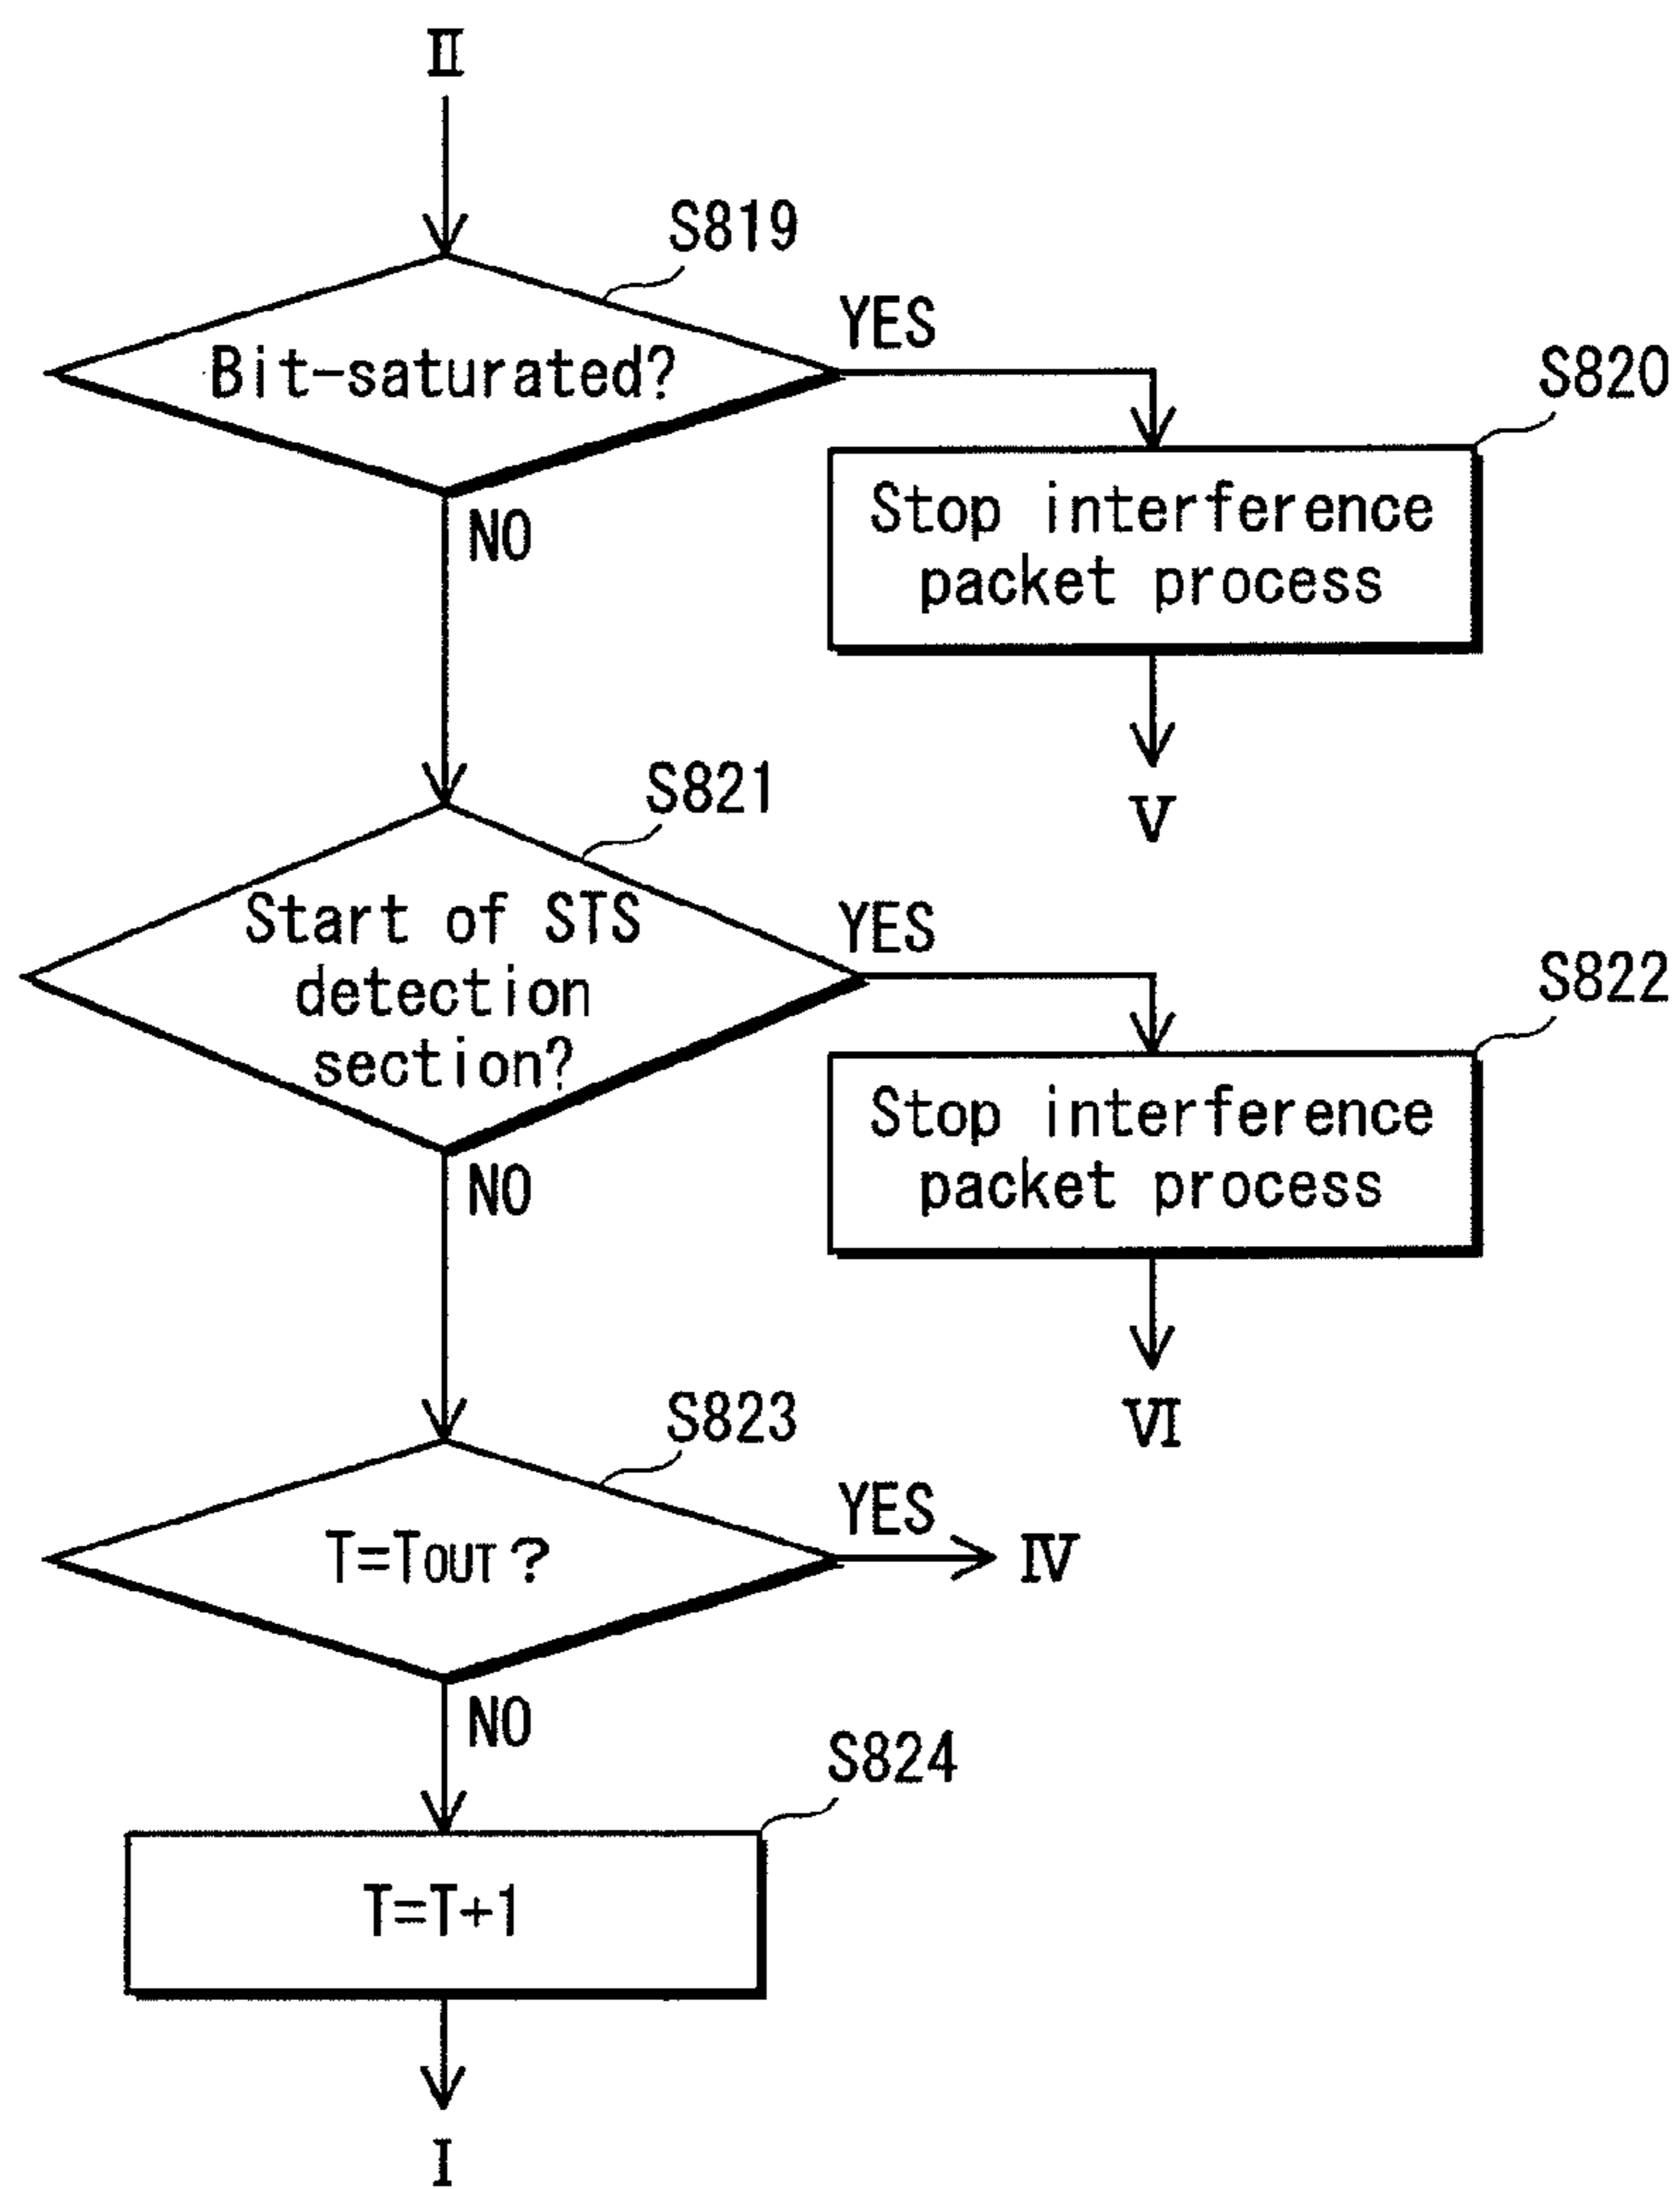 II
S819
Bit-saturated?
YES
NO
S820
Stop interference
packet process
V
S821
Start of STS
detection
section?
YES
NO
S822
Stop interference
packet process
VI
S823
T=TOUT?
YES
IV
NO
S824
T=T+1
I